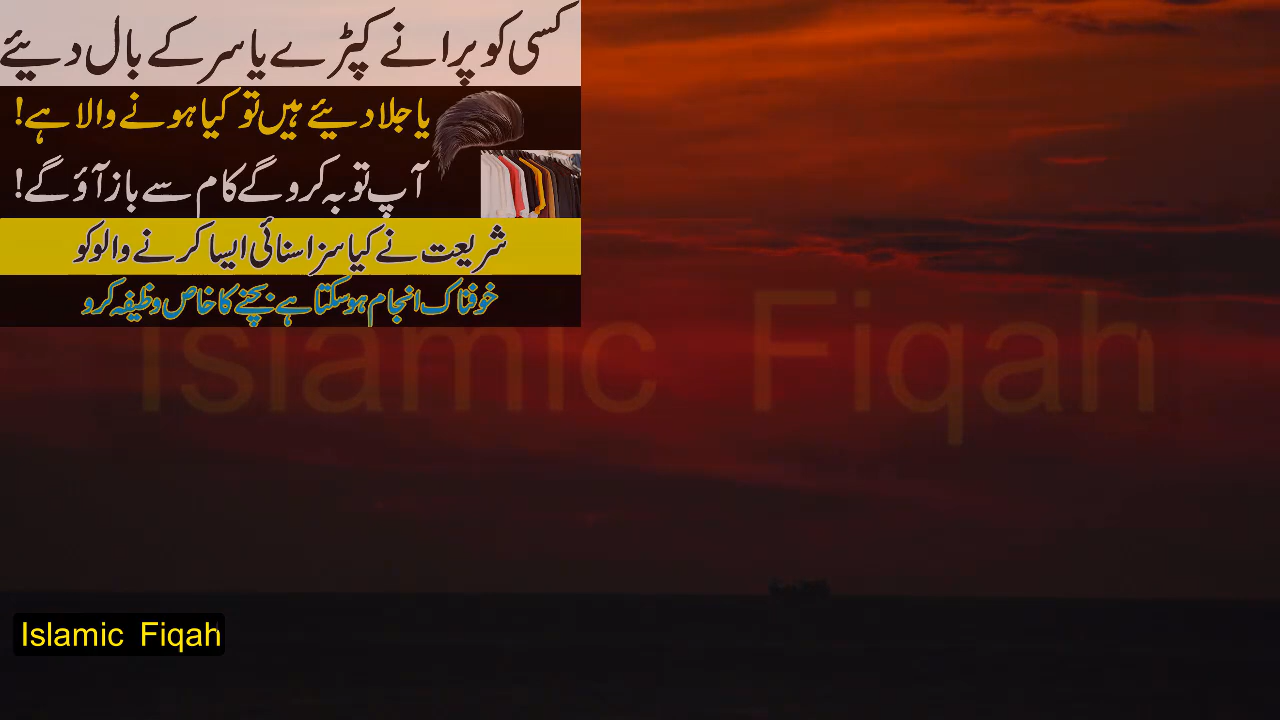 کسی کو پرانے کپڑے یا سر کے بال دیئے
یا جلا دیئے ہیں تو کیا ہونے والا ہے!
آپ توبہ کرو گے کام سے باز آؤ گے!
شریعت نے کیا سزا سنائی ایسا کرنے والو کو
خوفناک انجام ہو سکتا ہے بچنے کا خاص وظیفہ کرو
Islamic Fiqah
Islamic Fiqah